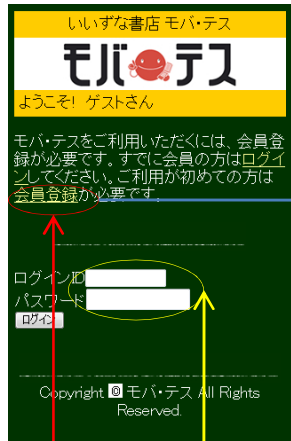 いいずな書店 モバ・テス
モバ・テス
ようこそ! ゲストさん
モバ・テスをご利用いただくには、会員登
録が必要です。すでに会員の方はログイ
ンしてください。ご利用が初めての方は
会員登録が必要です。
ログインID
パスワード
ログイン
Copyright © モバ・テス All Rights
Reserved.